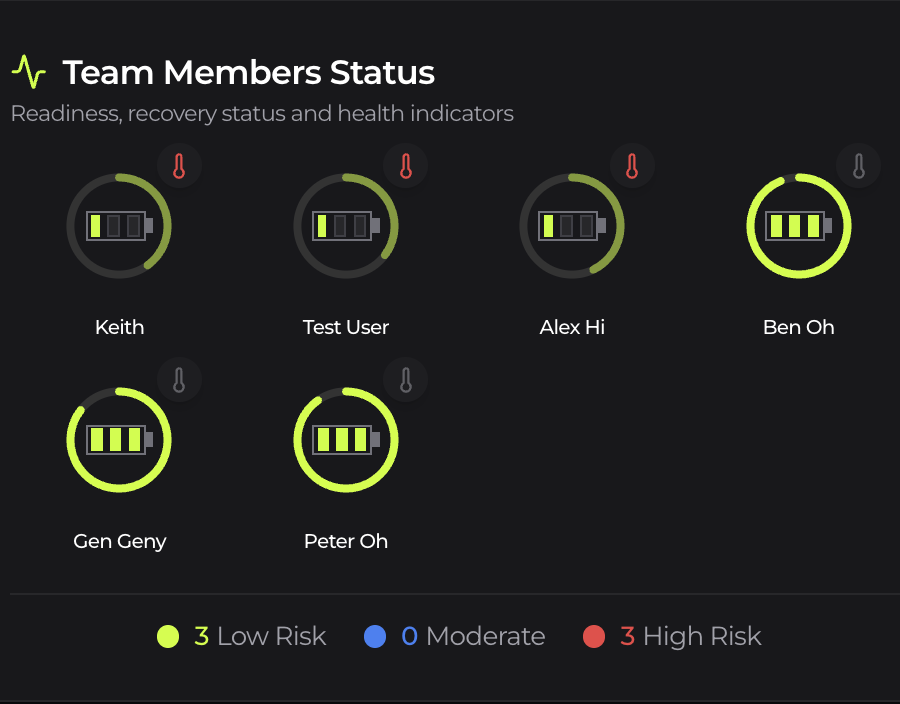 Team Members Status
Readiness, recovery status and health indicators
Keith
Test User
Alex Hi
Ben Oh
Gen Geny
Peter Oh
3 Low Risk
0 Moderate
3 High Risk